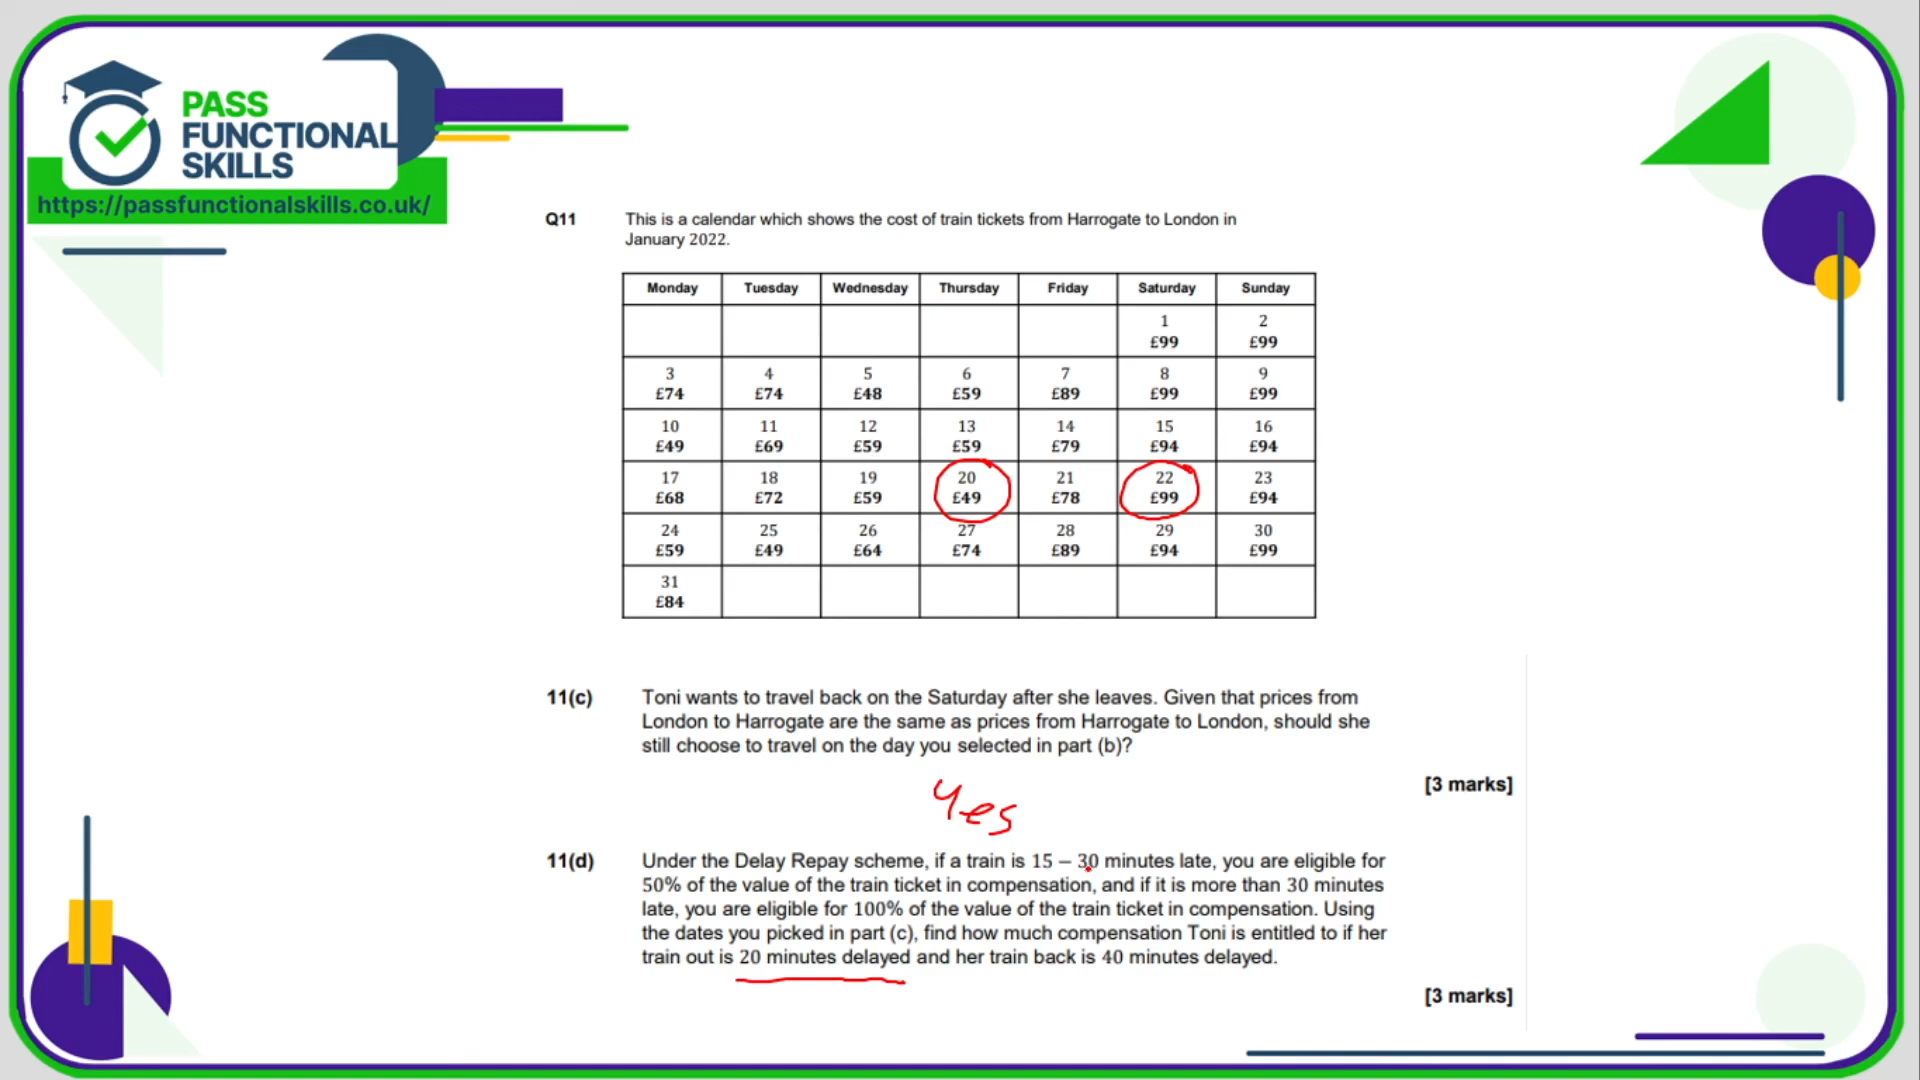 PASS
FUNCTIONAL
SKILLS
https://passfunctionalskills.co.uk/
Q11 This is a calendar which shows the cost of train tickets from Harrogate to London in
January 2022.
Monday Tuesday Wednesday Thursday Friday Saturday Sunday
1 2
£99 £99
3 4 5 6 7 8 9
£74 £74 £48 £59 £89 £99 £99
10 11 12 13 14 15 16
£49 £69 £59 £59 £79 £94 £94
17 18 19 20 21 22 23
£68 £72 £59 £49 £78 £99 £94
24 25 26 27 28 29 30
£59 £49 £64 £74 £89 £94 £99
31
£84
11(c) Toni wants to travel back on the Saturday after she leaves. Given that prices from
London to Harrogate are the same as prices from Harrogate to London, should she
still choose to travel on the day you selected in part (b)?
[3 marks]
Yes
11(d) Under the Delay Repay scheme, if a train is 15 – 30 minutes late, you are eligible for
50% of the value of the train ticket in compensation, and if it is more than 30 minutes
late, you are eligible for 100% of the value of the train ticket in compensation. Using
the dates you picked in part (c), find how much compensation Toni is entitled to if her
train out is 20 minutes delayed and her train back is 40 minutes delayed.
[3 marks]